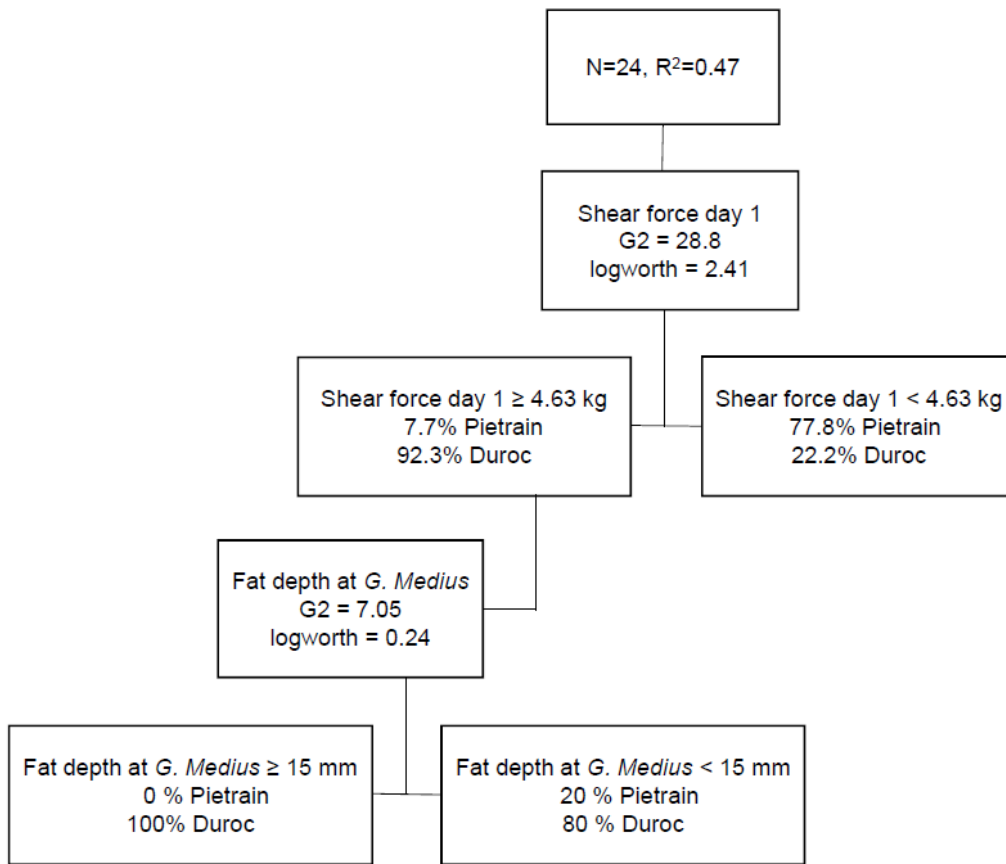 N=24, R²=0.47
Shear force day 1
G2 = 28.8
logworth = 2.41
Shear force day 1 ≥ 4.63 kg
7.7% Pietrain
92.3% Duroc
Shear force day 1 < 4.63 kg
77.8% Pietrain
22.2% Duroc
Fat depth at G. Medius
G2 = 7.05
logworth = 0.24
Fat depth at G. Medius ≥ 15 mm
0 % Pietrain
100% Duroc
Fat depth at G. Medius < 15 mm
20 % Pietrain
80 % Duroc